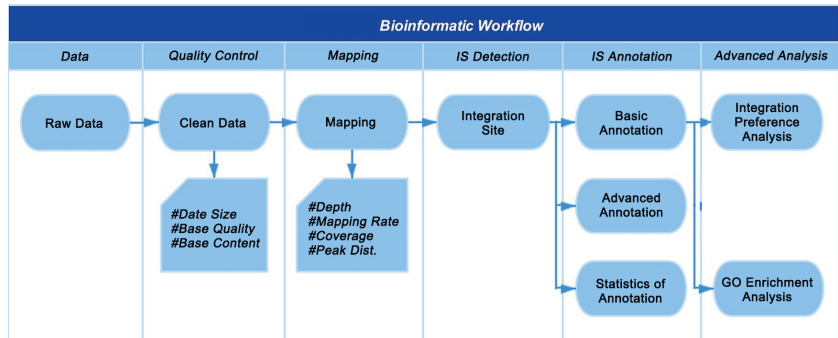 Bioinformatic Workflow
Data
Quality Control
Mapping
IS Detection
IS Annotation
Advanced Analysis
Raw Data
Clean Data
Mapping
Integration
Site
Basic
Annotation
Integration
Preference
Analysis
#Date Size
#Base Quality
#Base Content
#Depth
#Mapping Rate
#Coverage
#Peak Dist.
Advanced
Annotation
Statistics of
Annotation
GO Enrichment
Analysis